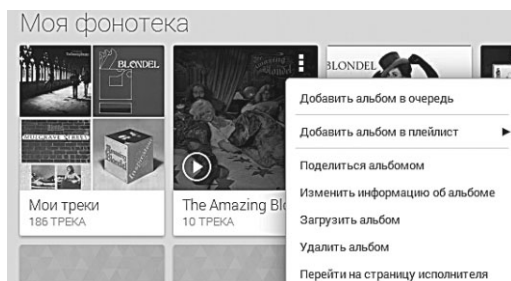 Моя фонотека
BLONDEL
BLONDEL
Добавить альбом в очередь
Добавить альбом в плейлист
Поделиться альбомом
Изменить информацию об альбоме
Загрузить альбом
Удалить альбом
Перейти на страницу исполнителя
Мои треки
186 ТРЕКА
The Amazing Bl
10 ТРЕКА